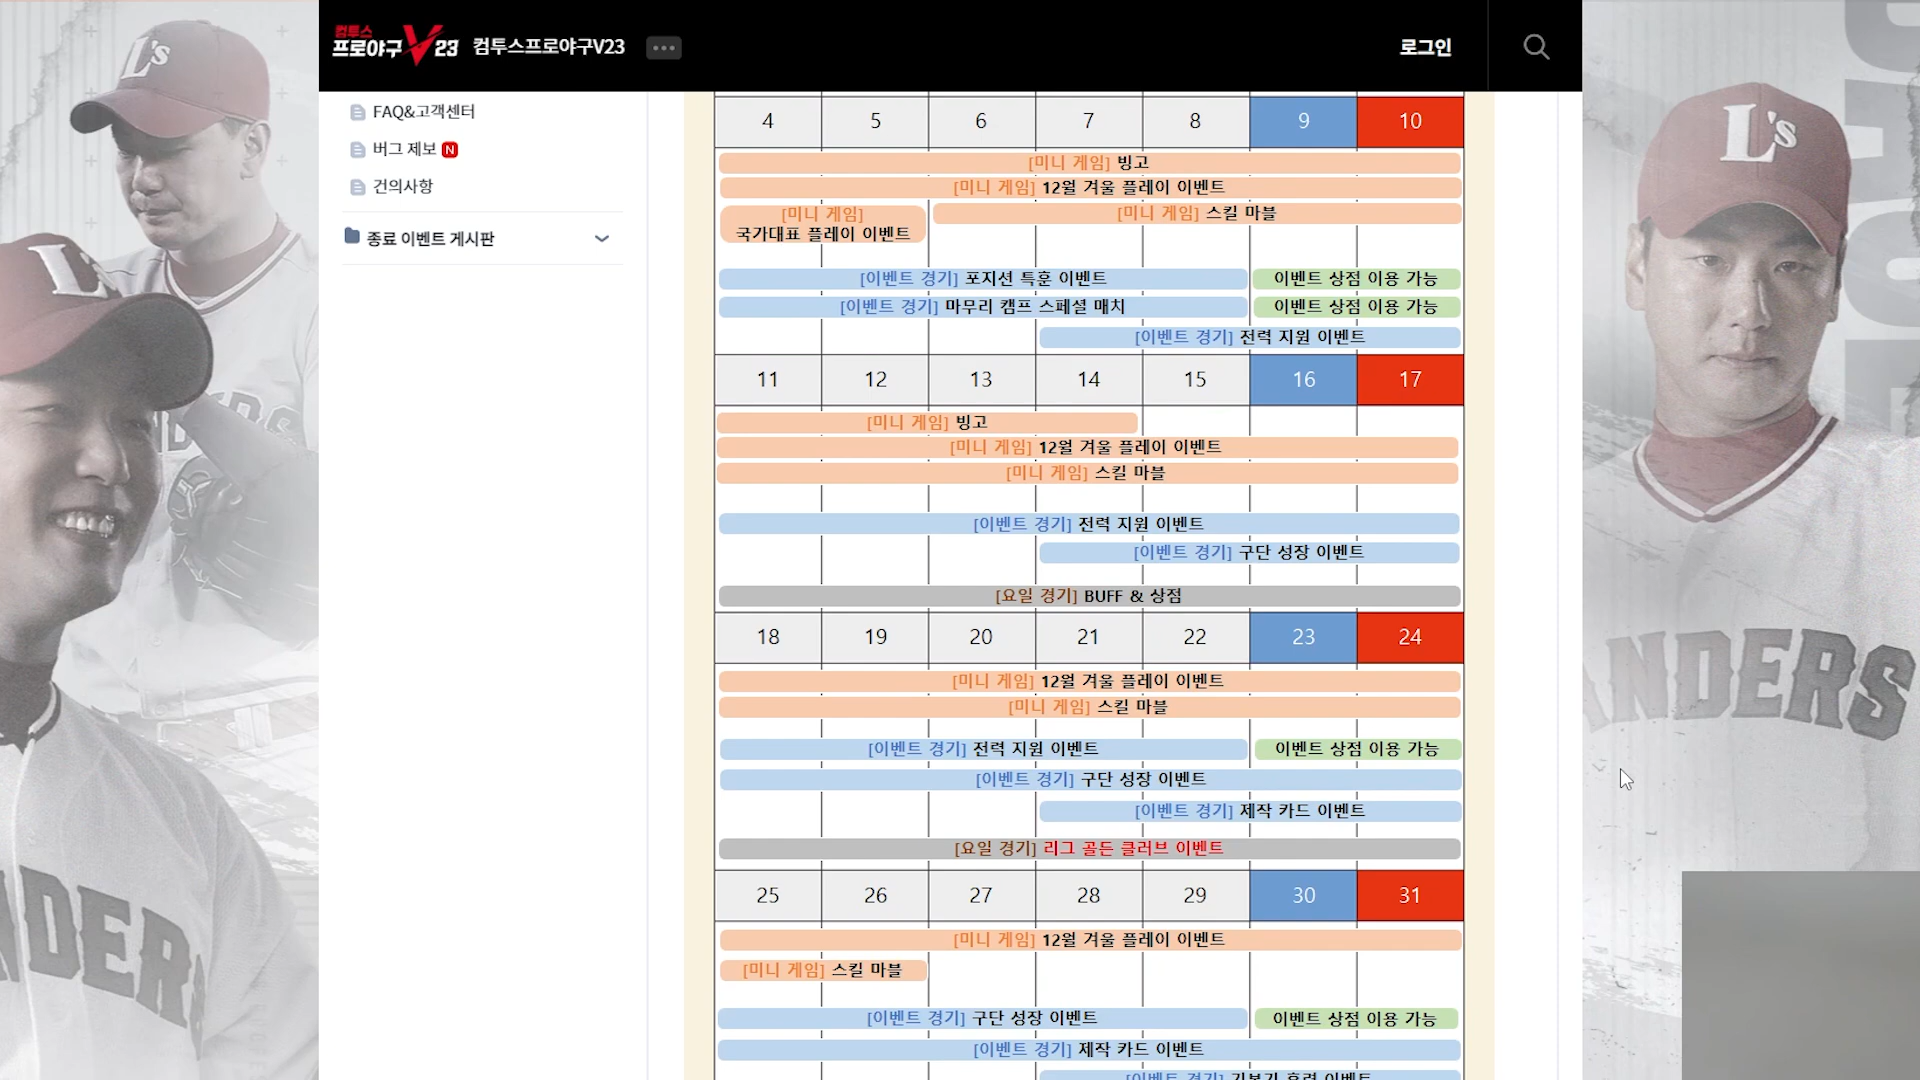 컴투스
프로야구 V23 컴투스프로야구V23
로그인
FAQ&고객센터
버그 제보 N
건의사항
종료 이벤트 게시판
4 5 6 7 8 9 10
[미니 게임] 빙고
[미니 게임] 12월 겨울 플레이 이벤트
[미니 게임]
국가대표 플레이 이벤트
[미니 게임] 스킬 마블
[이벤트 경기] 포지션 특훈 이벤트 이벤트 상점 이용 가능
[이벤트 경기] 마무리 캠프 스페셜 매치 이벤트 상점 이용 가능
[이벤트 경기] 전력 지원 이벤트
11 12 13 14 15 16 17
[미니 게임] 빙고
[미니 게임] 12월 겨울 플레이 이벤트
[미니 게임] 스킬 마블
[이벤트 경기] 전력 지원 이벤트
[이벤트 경기] 구단 성장 이벤트
[요일 경기] BUFF & 상점
18 19 20 21 22 23 24
[미니 게임] 12월 겨울 플레이 이벤트
[미니 게임] 스킬 마블
[이벤트 경기] 전력 지원 이벤트 이벤트 상점 이용 가능
[이벤트 경기] 구단 성장 이벤트
[이벤트 경기] 제작 카드 이벤트
[요일 경기] 리그 골든 클러브 이벤트
25 26 27 28 29 30 31
[미니 게임] 12월 겨울 플레이 이벤트
[미니 게임] 스킬 마블
[이벤트 경기] 구단 성장 이벤트 이벤트 상점 이용 가능
[이벤트 경기] 제작 카드 이벤트
[이벤트 경기] 기본기 훈련 이벤트
L's
L's
NDERS
ANDERS